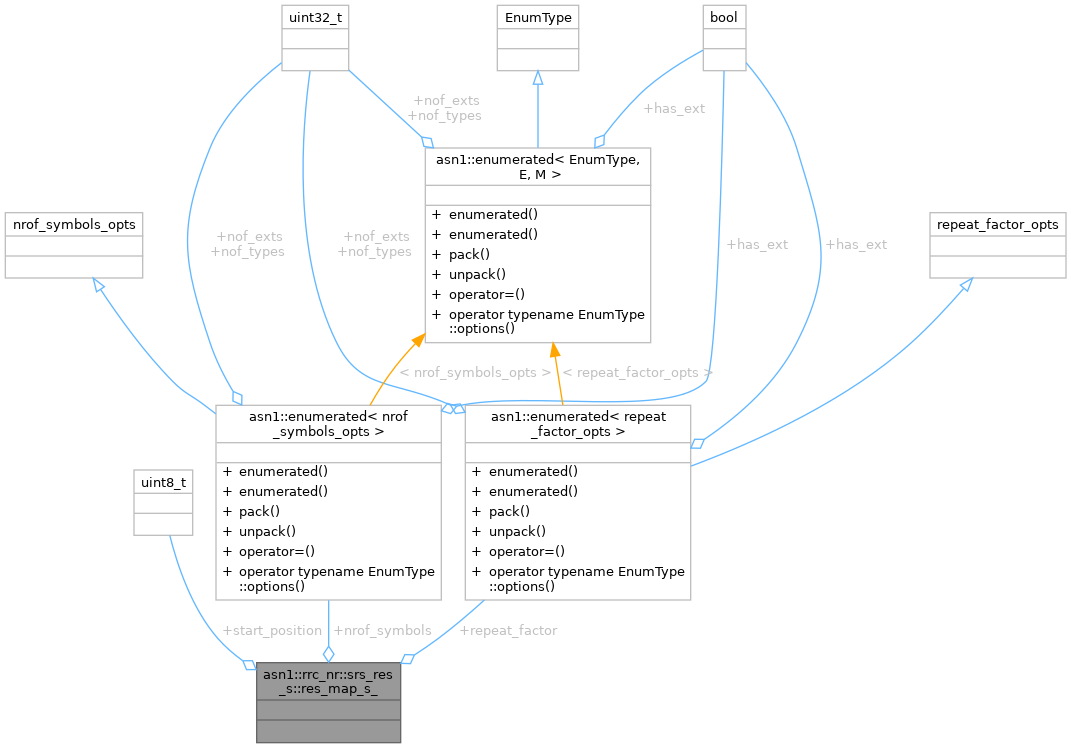 uint32_t
EnumType
bool
+nof_exts
+nof_types
+has_ext
asn1::enumerated< EnumType,
E, M >
+ enumerated()
+ enumerated()
+ pack()
+ unpack()
+ operator=()
+ operator typename EnumType
::options()
nrof_symbols_opts
repeat_factor_opts
+nof_exts
+nof_types
+nof_exts
+nof_types
+has_ext
+has_ext
< nrof_symbols_opts >
< repeat_factor_opts >
asn1::enumerated< nrof
_symbols_opts >
+ enumerated()
+ enumerated()
+ pack()
+ unpack()
+ operator=()
+ operator typename EnumType
::options()
asn1::enumerated< repeat
_factor_opts >
+ enumerated()
+ enumerated()
+ pack()
+ unpack()
+ operator=()
+ operator typename EnumType
::options()
uint8_t
+start_position
+nrof_symbols
+repeat_factor
asn1::rrc_nr::srs_res
_s::res_map_s_